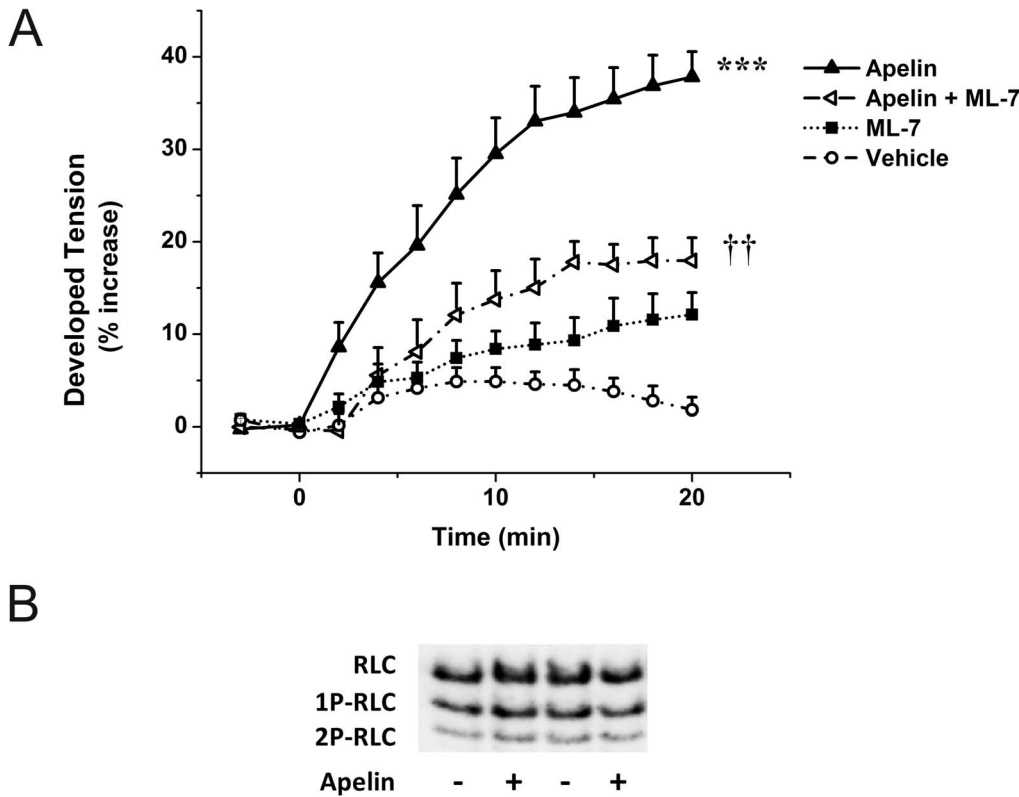 A
Developed Tension
(% increase)
40
30
20
10
0
***
††
Apelin
Apelin + ML-7
ML-7
Vehicle
0 10 20
Time (min)
B
RLC
1P-RLC
2P-RLC
Apelin - + - +